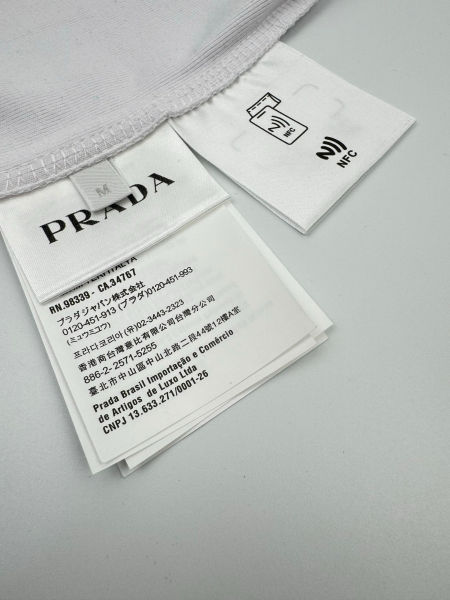 NFC
NFC
M
PRADA
RN.98339 - CA.34767
プラダジャパン株式会社
0120-451-913 (プラダ)0120-451-993
(ミュウミュウ)
프라다코리아(유)02-3443-2323
香港商台灣普比有限公司台灣分公司
886-2-2571-5255
臺北市中山區中山北路二段44號12樓A室
Prada Brasil Importação e Comércio
de Artigos de Luxo Ltda
CNPJ 13.633.271/0001-26